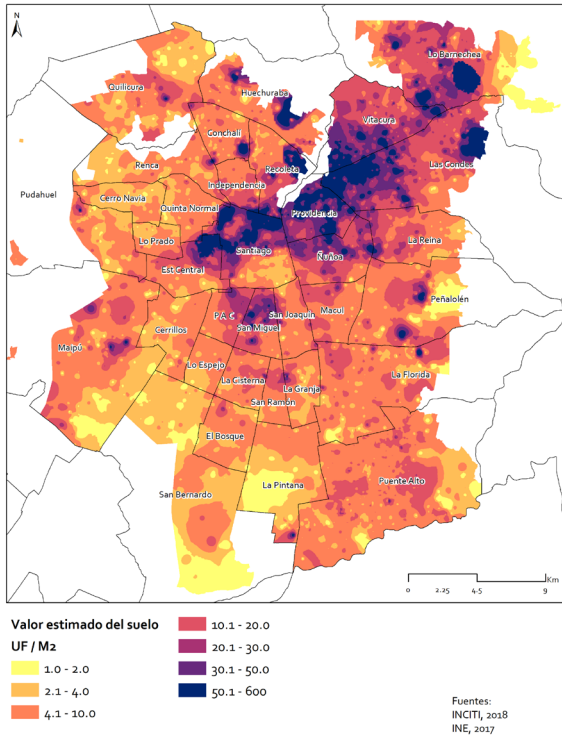 N
Lo Barnechea
Quilicura
Huechuraba
Vitacura
Conchalí
Renca
Recoleta
Las Condes
Pudahuel
Independencia
Cerro Navia
Quinta Normal
Providencia
Lo Prado
Santiago
La Reina
Ñuñoa
Est Central
Peñalolén
P A C
San Joaquín
Macul
San Miguel
Cerrillos
Maipú
Lo Espejo
La Florida
La Cisterna
La Granja
San Ramón
El Bosque
La Pintana
Puente Alto
San Bernardo
Km
0 2.25 4.5 9
Valor estimado del suelo
UF / M2
1.0 - 2.0
2.1 - 4.0
4.1 - 10.0
10.1 - 20.0
20.1 - 30.0
30.1 - 50.0
50.1 - 600
Fuentes:
INCITI, 2018
INE, 2017